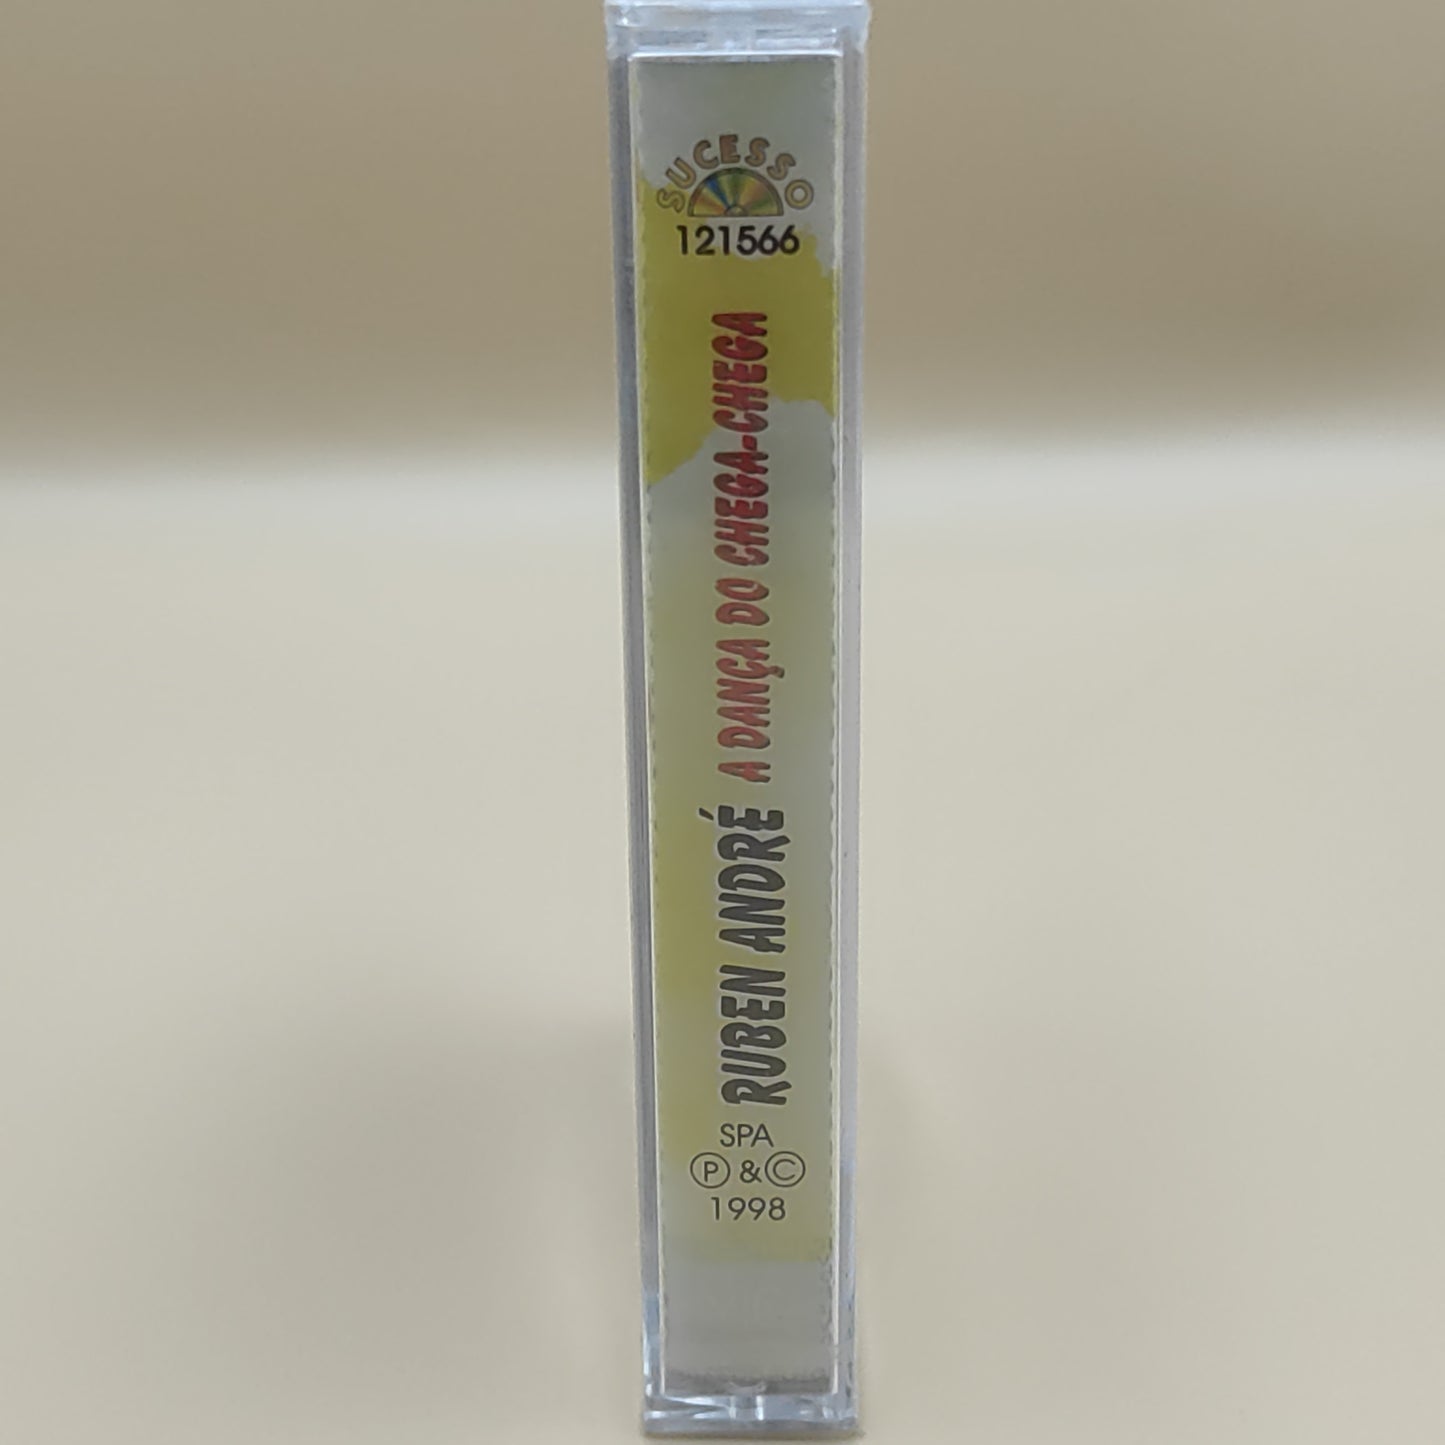 SUCESSO
121566
RUBEN ANDRÉ A DANÇA DO CHEGA-CHEGA
SPA
Ⓟ & Ⓒ
1998